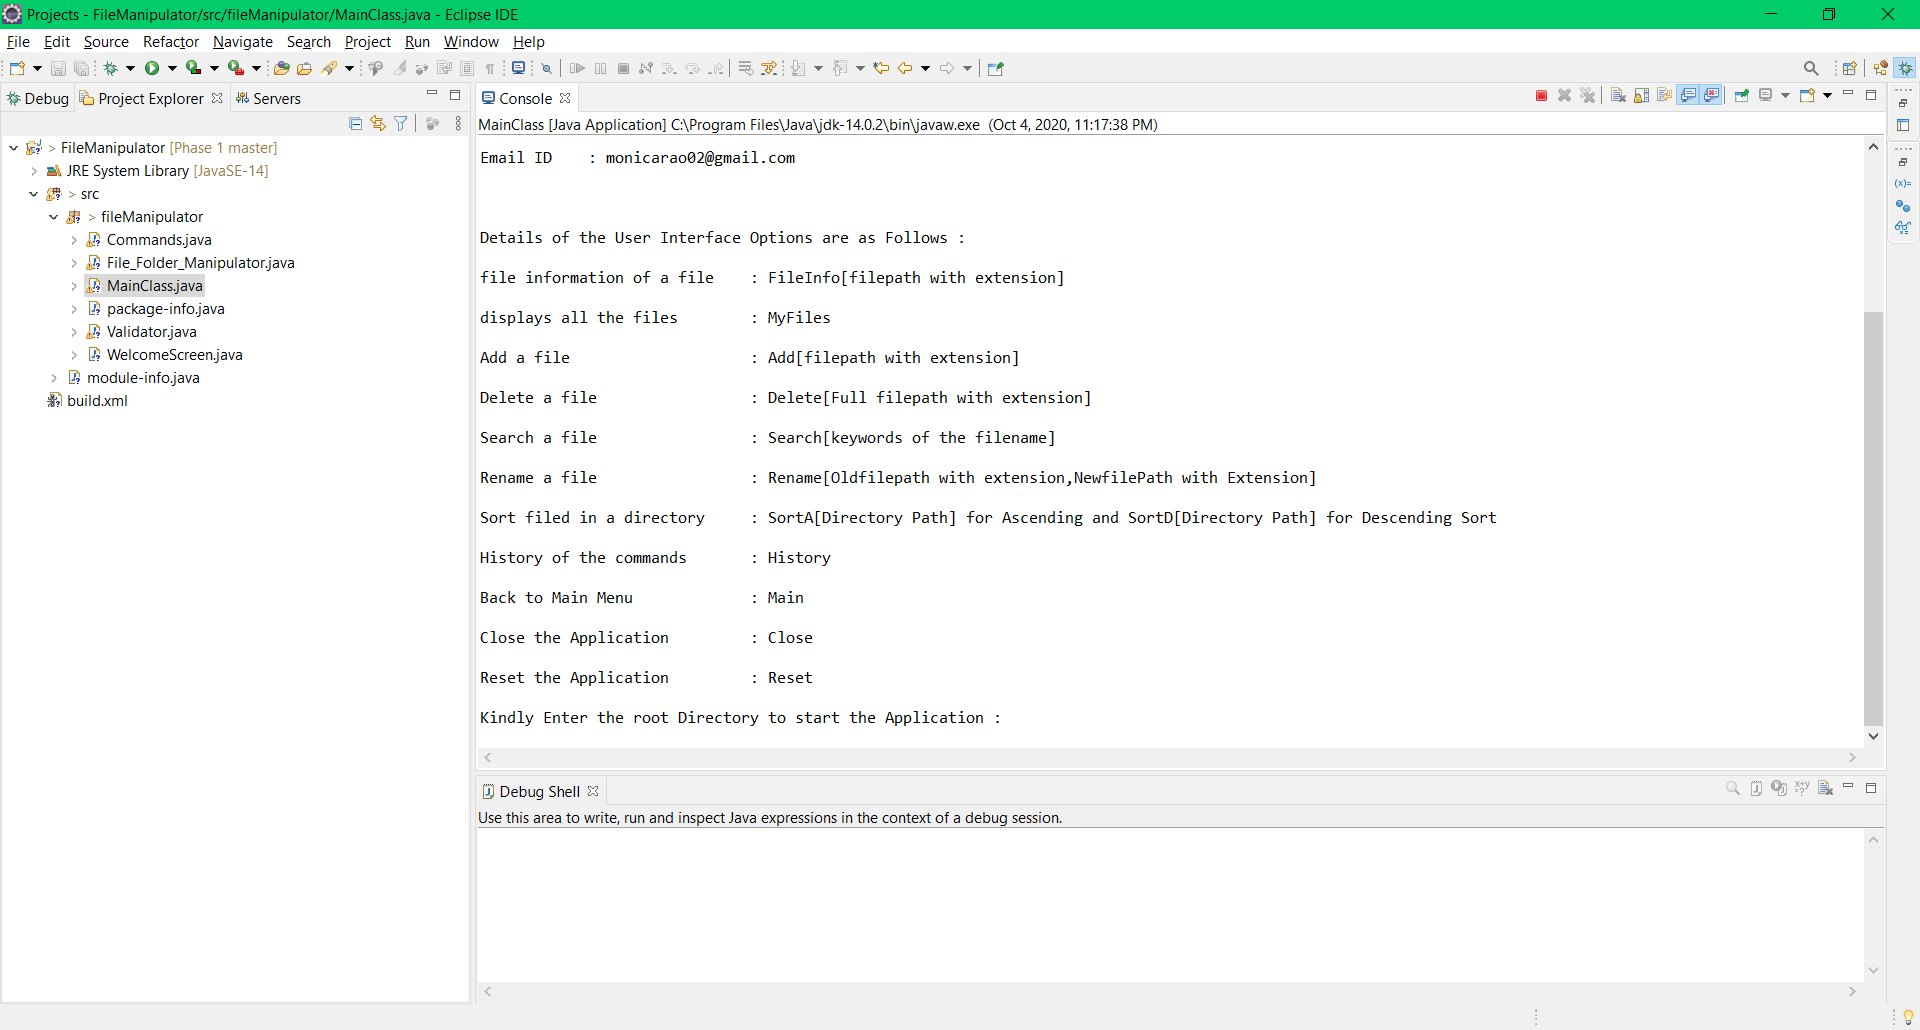 Projects - FileManipulator/src/fileManipulator/MainClass.java - Eclipse IDE
File Edit Source Refactor Navigate Search Project Run Window Help
Debug Project Explorer Servers
FileManipulator [Phase 1 master]
JRE System Library [JavaSE-14]
src
fileManipulator
Commands.java
File_Folder_Manipulator.java
MainClass.java
package-info.java
Validator.java
WelcomeScreen.java
module-info.java
build.xml
Console
MainClass [Java Application] C:\Program Files\Java\jdk-14.0.2\bin\javaw.exe (Oct 4, 2020, 11:17:38 PM)
Email ID : monicarao02@gmail.com
Details of the User Interface Options are as Follows :
file information of a file : FileInfo[filepath with extension]
displays all the files : MyFiles
Add a file : Add[filepath with extension]
Delete a file : Delete[Full filepath with extension]
Search a file : Search[keywords of the filename]
Rename a file : Rename[Oldfilepath with extension,NewfilePath with Extension]
Sort filed in a directory : SortA[Directory Path] for Ascending and SortD[Directory Path] for Descending Sort
History of the commands : History
Back to Main Menu : Main
Close the Application : Close
Reset the Application : Reset
Kindly Enter the root Directory to start the Application :
Debug Shell
Use this area to write, run and inspect Java expressions in the context of a debug session.